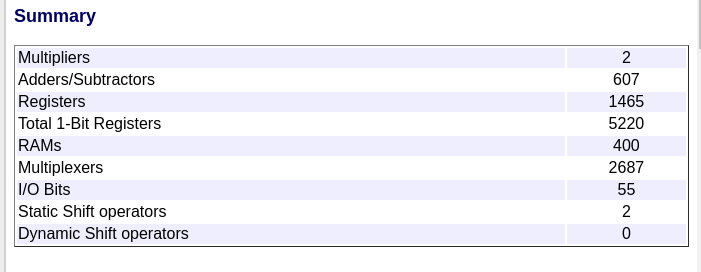 Summary
Multipliers 2
Adders/Subtractors 607
Registers 1465
Total 1-Bit Registers 5220
RAMs 400
Multiplexers 2687
I/O Bits 55
Static Shift operators 2
Dynamic Shift operators 0